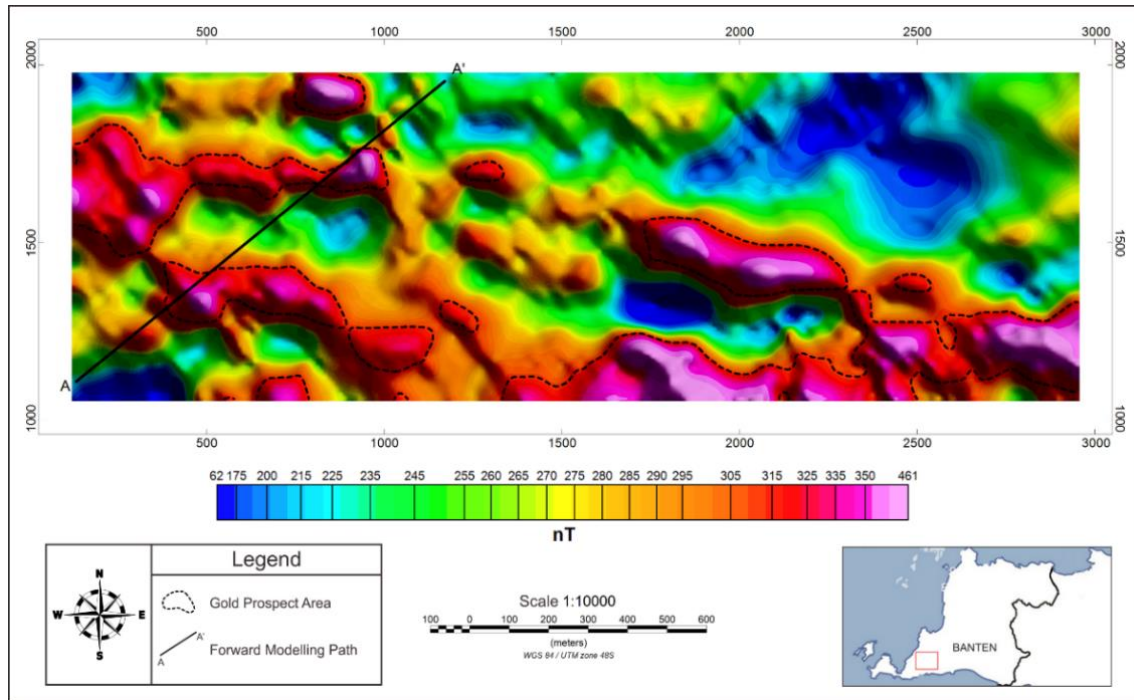 500 1000 1500 2000 2500 3000
2000 2000
A'
1500 1500
A
1000 1000
500 1000 1500 2000 2500 3000
62 175 200 215 225 235 245 255 260 265 270 275 280 285 290 295 305 315 325 335 350 461
nT
Legend
N
W E
S
Gold Prospect Area
A A'
Forward Modelling Path
Scale 1:10000
100 0 100 200 300 400 500 600
(meters)
WGS 84 / UTM zone 48S
BANTEN